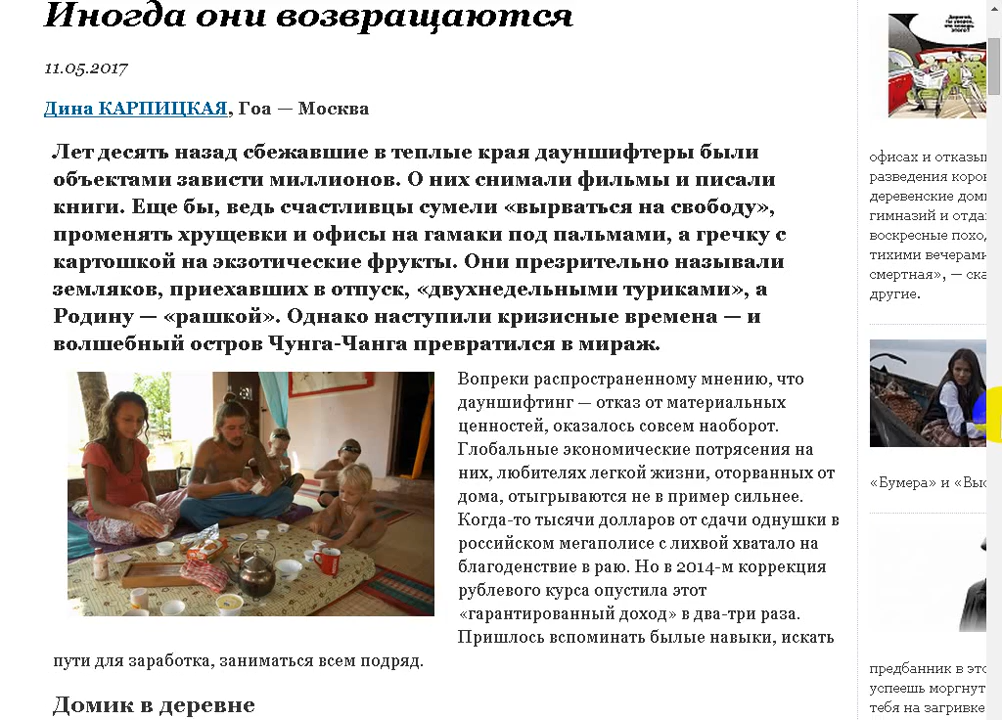 Иногда они возвращаются
11.05.2017
Дина КАРПИЦКАЯ, Гоа — Москва
Лет десять назад сбежавшие в теплые края дауншифтеры были
объектами зависти миллионов. О них снимали фильмы и писали
книги. Еще бы, ведь счастливцы сумели «вырваться на свободу»,
променять хрущевки и офисы на гамаки под пальмами, а гречку с
картошкой на экзотические фрукты. Они презрительно называли
земляков, приехавших в отпуск, «двухнедельными туриками», а
Родину — «рашкой». Однако наступили кризисные времена — и
волшебный остров Чунга-Чанга превратился в мираж.
Вопреки распространенному мнению, что
дауншифтинг — отказ от материальных
ценностей, оказалось совсем наоборот.
Глобальные экономические потрясения на
них, любителях легкой жизни, оторванных от
дома, отыгрываются не в пример сильнее.
Когда-то тысячи долларов от сдачи однушки в
российском мегаполисе с лихвой хватало на
благоденствие в раю. Но в 2014-м коррекция
рублевого курса опустила этот
«гарантированный доход» в два-три раза.
Пришлось вспоминать былые навыки, искать
пути для заработка, заниматься всем подряд.
Домик в деревне
офисах и отказы
разведения коро
деревенские дом
гимназий и отда
воскресные похо
тихими вечерам
смертная», — ска
другие.
«Бумера» и «Выс
предбанник в это
успеешь моргнут
тебя на загривке